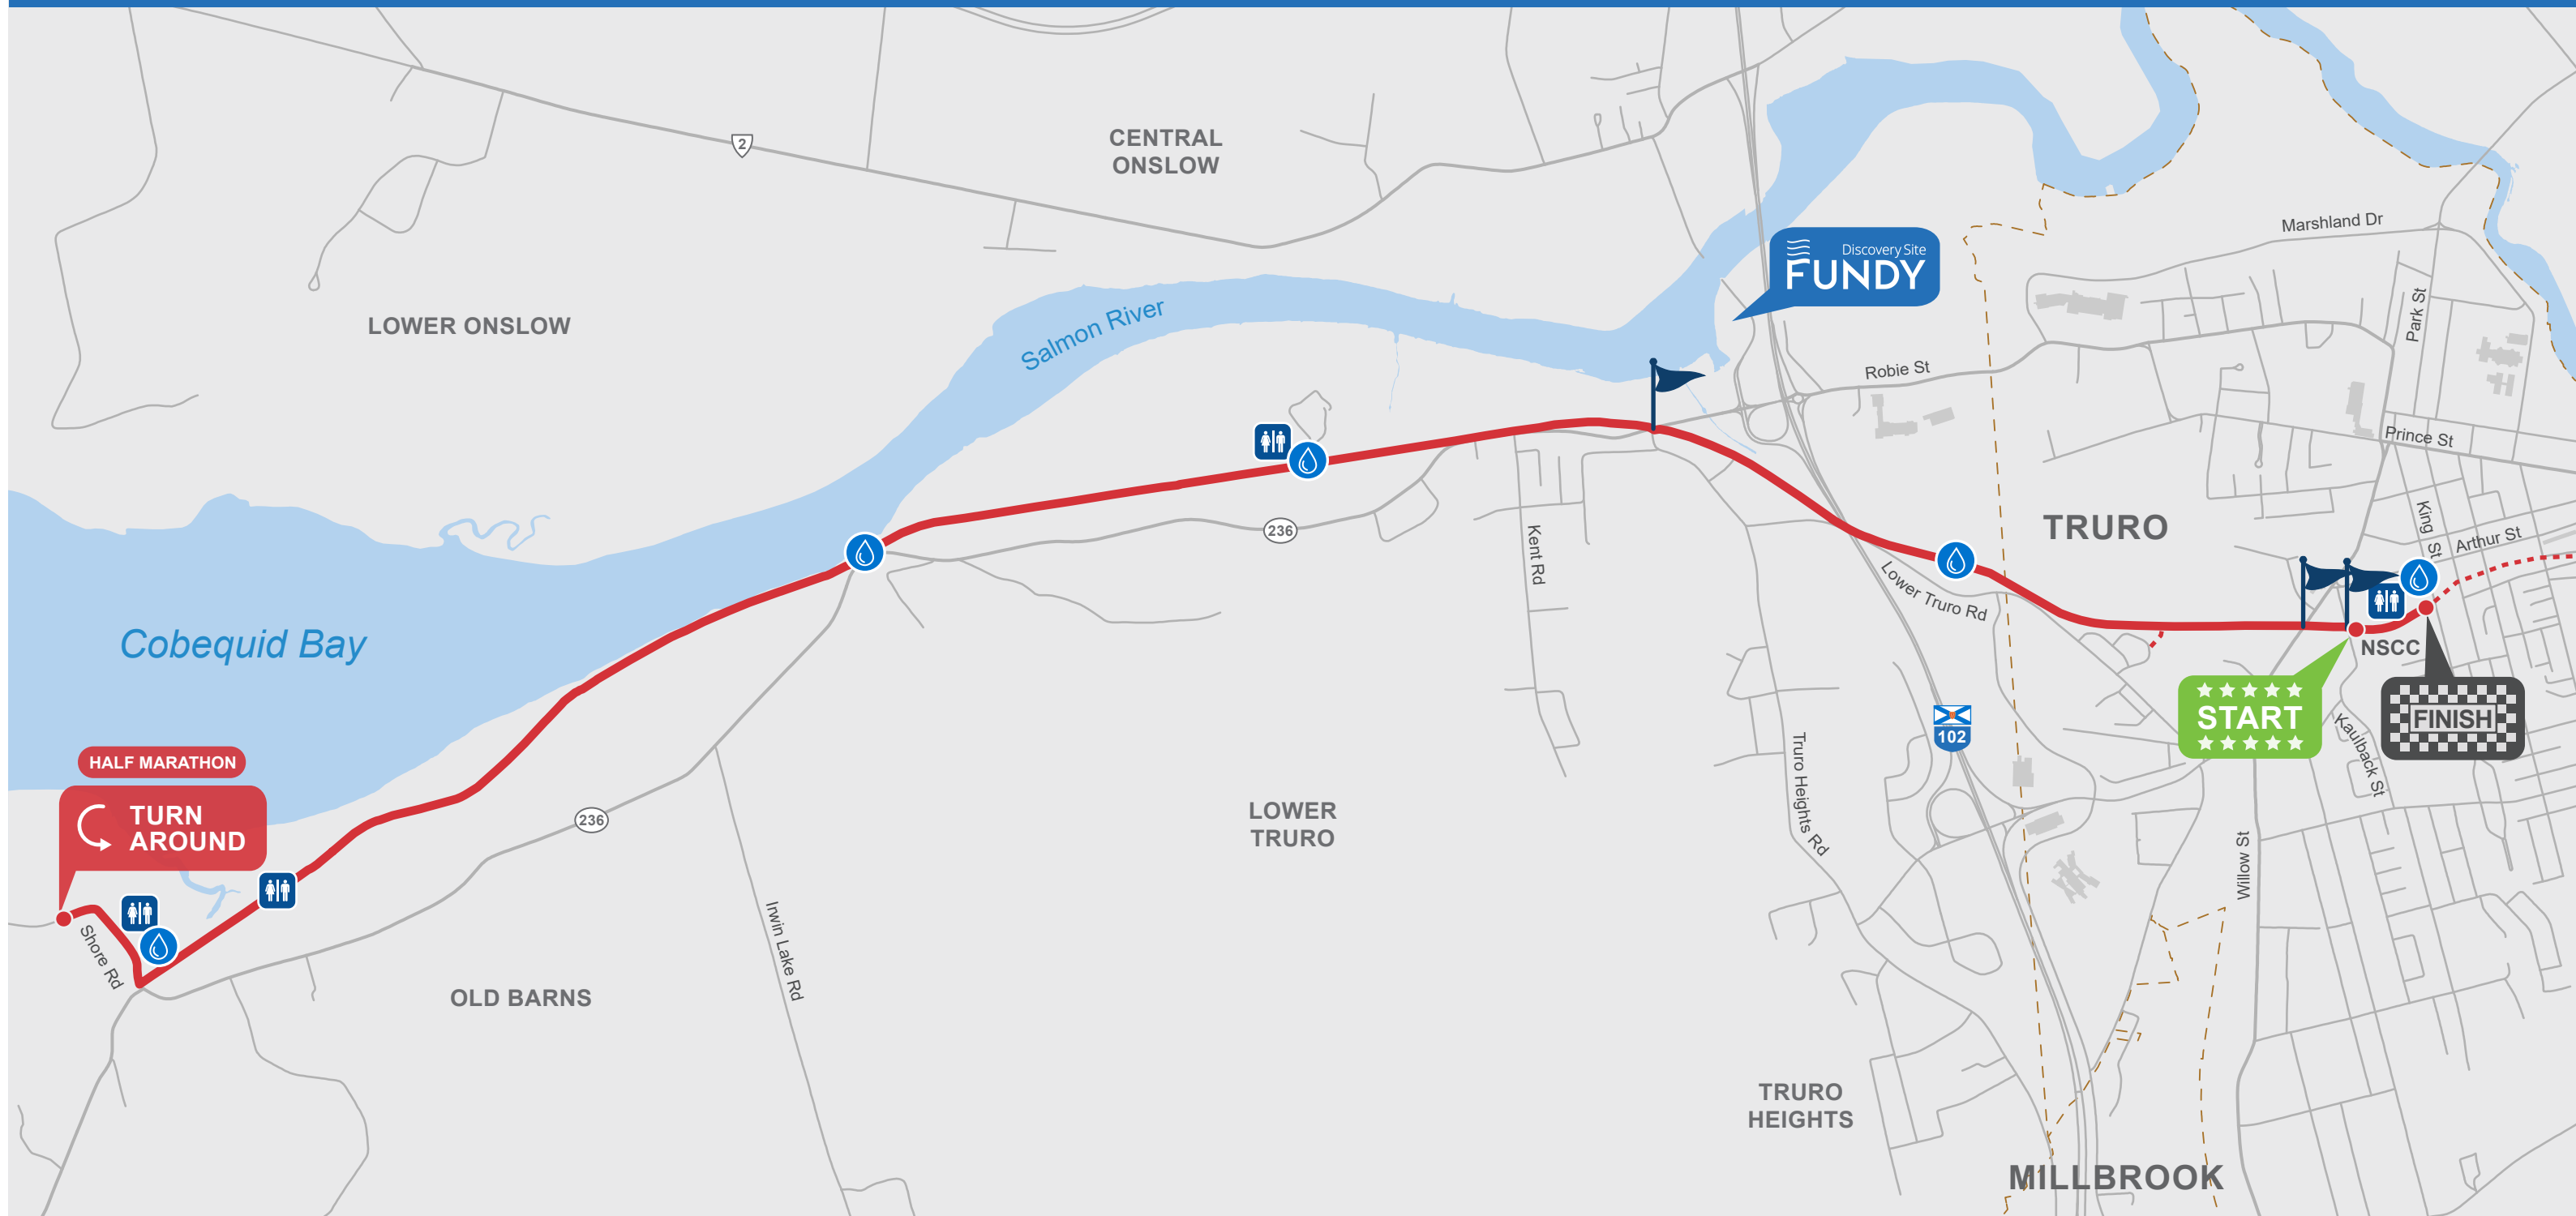 2
CENTRAL
ONSLOW
Marshland Dr
Discovery Site
FUNDY
Park St
LOWER ONSLOW
Salmon River
Robie St
Prince St
King St
Arthur St
TRURO
236
Kent Rd
Lower Truro Rd
Cobequid Bay
NSCC
START
FINISH
Kaulback St
102
Truro Heights Rd
HALF MARATHON
TURN
AROUND
236
LOWER
TRURO
Willow St
Shore Rd
Irwin Lake Rd
OLD BARNS
TRURO
HEIGHTS
MILLBROOK